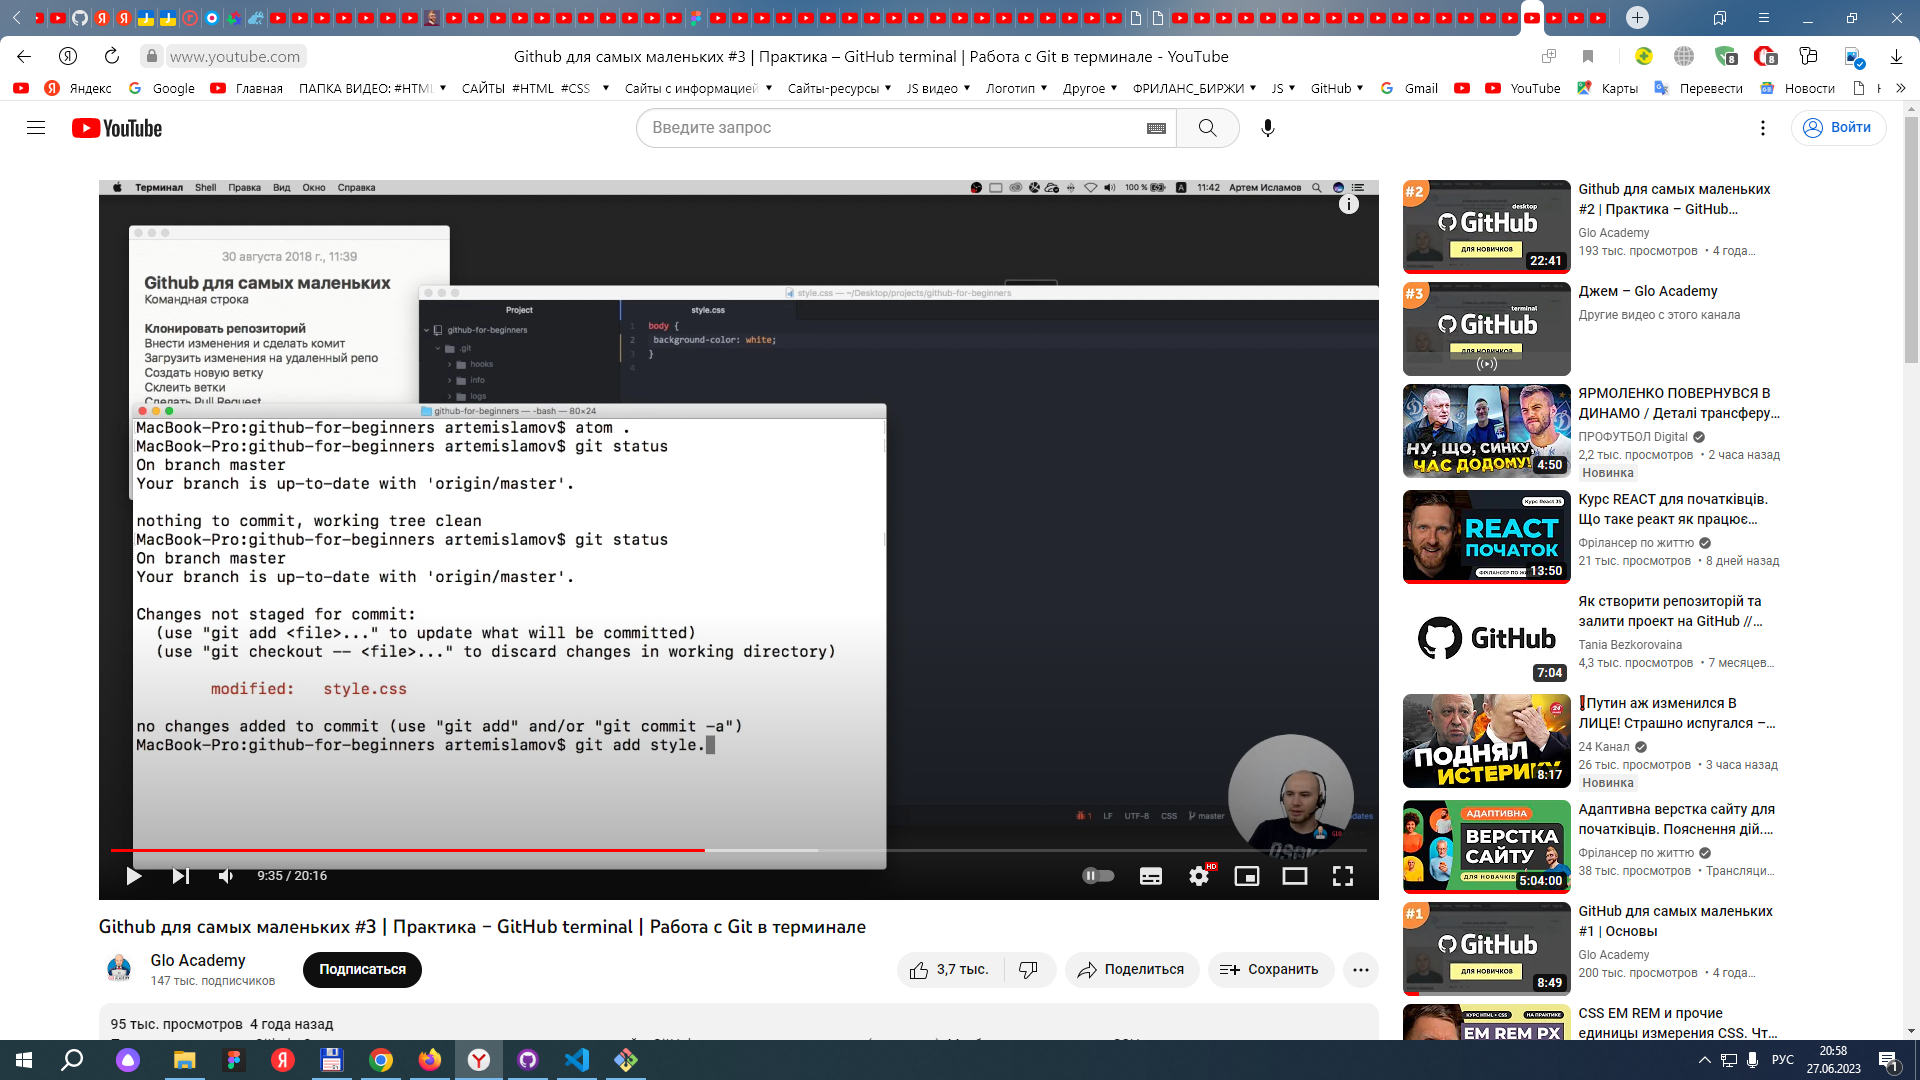 www.youtube.com
Github для самых маленьких #3 | Практика – GitHub terminal | Работа с Git в терминале - YouTube
8
8
Яндекс
Google
Главная
ПАПКА ВИДЕО: #HTML
САЙТЫ #HTML #CSS
Сайты с информацией
Сайты-ресурсы
JS видео
Логотип
Другое
ФРИЛАНС_БИРЖИ
JS
GitHub
Gmail
YouTube
Карты
Перевести
Новости
YouTube
Введите запрос
Войти
Терминал Shell Правка Вид Окно Справка
100 %
11:42 Артем Исламов
30 августа 2018 г., 11:39
Github для самых маленьких
Командная строка
Клонировать репозиторий
Внести изменения и сделать комит
Загрузить изменения на удаленный репо
Создать новую ветку
Склеить ветки
Сделать Pull Request
style.css — ~/Desktop/projects/github-for-beginners
Project
style.css
github-for-beginners
.git
hooks
info
logs
1 body {
2 background-color: white;
3 }
4
github-for-beginners — -bash — 80×24
MacBook-Pro:github-for-beginners artemislamov$ atom .
MacBook-Pro:github-for-beginners artemislamov$ git status
On branch master
Your branch is up-to-date with 'origin/master'.
nothing to commit, working tree clean
MacBook-Pro:github-for-beginners artemislamov$ git status
On branch master
Your branch is up-to-date with 'origin/master'.
Changes not staged for commit:
(use "git add <file>..." to update what will be committed)
(use "git checkout -- <file>..." to discard changes in working directory)
modified: style.css
no changes added to commit (use "git add" and/or "git commit -a")
MacBook-Pro:github-for-beginners artemislamov$ git add style.
1 LF UTF-8 CSS master
dates
9:35 / 20:16
HD
Github для самых маленьких #3 | Практика – GitHub terminal | Работа с Git в терминале
Glo Academy
147 тыс. подписчиков
Подписаться
3,7 тыс.
Поделиться
Сохранить
95 тыс. просмотров 4 года назад
#2
desktop
GitHub
ДЛЯ НОВИЧКОВ
22:41
Github для самых маленьких
#2 | Практика – GitHub...
Glo Academy
193 тыс. просмотров • 4 года...
#3
terminal
GitHub
Джем – Glo Academy
Другие видео с этого канала
НУ, ЩО, СИНКУ,
ЧАС ДОДОМУ!
4:50
ЯРМОЛЕНКО ПОВЕРНУВСЯ В
ДИНАМО / Деталі трансферу...
ПРОФУТБОЛ Digital
2,2 тыс. просмотров • 2 часа назад
Новинка
Курс React JS
REACT
ПОЧАТОК
13:50
Курс REACT для початківців.
Що таке реакт як працює...
Фрілансер по життю
21 тыс. просмотров • 8 дней назад
GitHub
7:04
Як створити репозиторій та
залити проект на GitHub //...
Tania Bezkorovaina
4,3 тыс. просмотров • 7 месяцев...
24
ПОДНЯЛ
ИСТЕРИКУ
8:17
Путин аж изменился В
ЛИЦЕ! Страшно испугался –...
24 Канал
26 тыс. просмотров • 3 часа назад
Новинка
АДАПТИВНА
ВЕРСТКА
САЙТУ
ДЛЯ НОВАЧКІВ
5:04:00
Адаптивна верстка сайту для
початківців. Пояснення дій....
Фрілансер по життю
38 тыс. просмотров • Трансляци...
#1
GitHub
ДЛЯ НОВИЧКОВ
8:49
GitHub для самых маленьких
#1 | Основы
Glo Academy
200 тыс. просмотров • 4 года...
КУРС HTML + CSS
НА ПРАКТИКЕ
EM REM PX
CSS EM REM и прочие
единицы измерения CSS. Чт...
РУС
20:58
27.06.2023
1